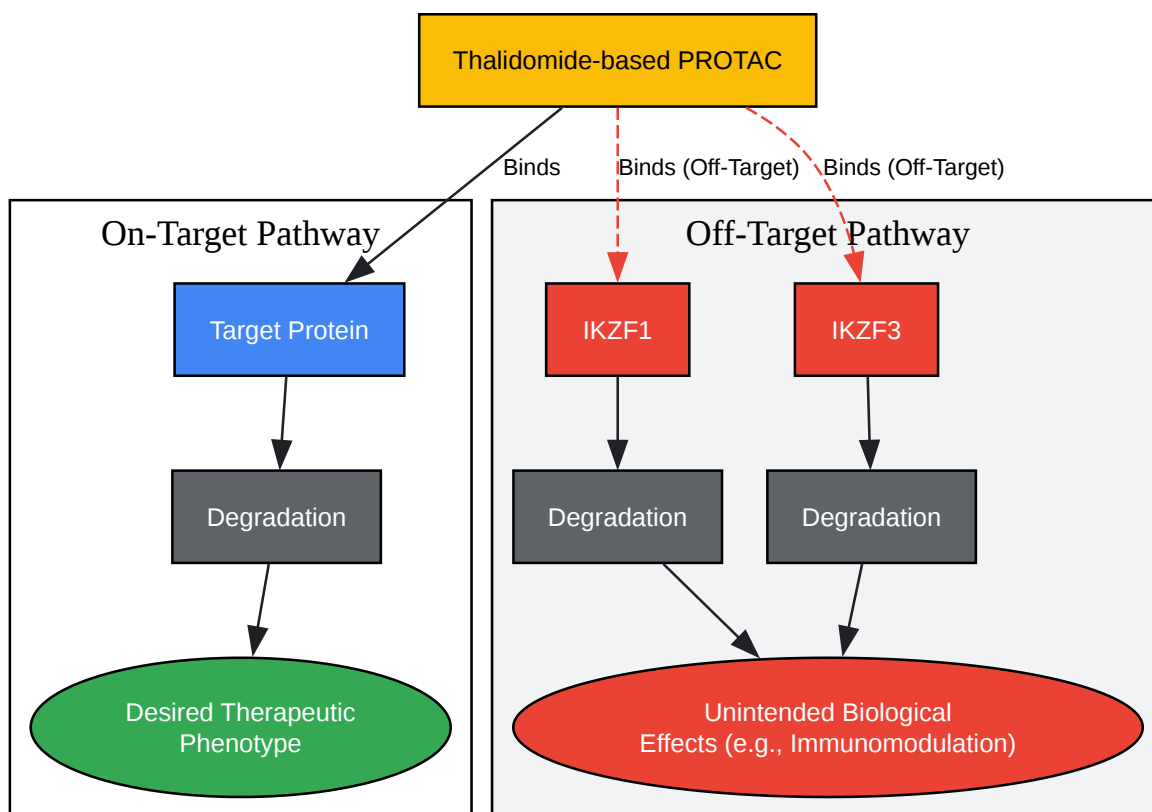 Thalidomide-based PROTAC
Binds
Binds (Off-Target)
Binds (Off-Target)
On-Target Pathway
Off-Target Pathway
Target Protein
IKZF1
IKZF3
Degradation
Degradation
Degradation
Desired Therapeutic
Phenotype
Unintended Biological
Effects (e.g., Immunomodulation)